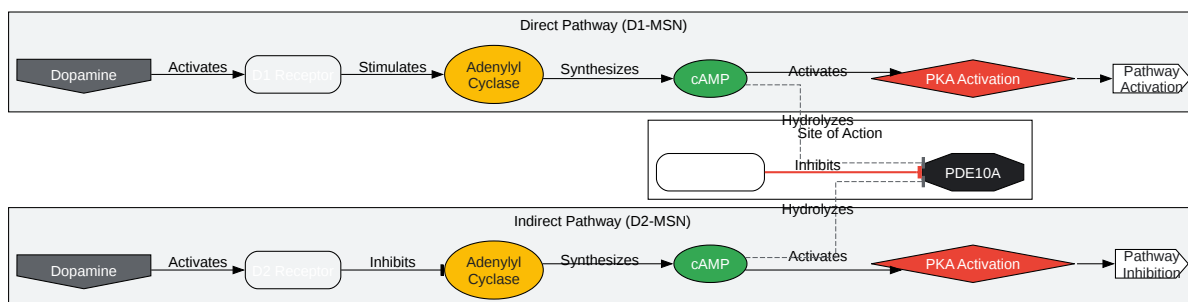 Direct Pathway (D1-MSN)
Dopamine
Activates
D1 Receptor
Stimulates
Adenylyl
Cyclase
Synthesizes
cAMP
Activates
PKA Activation
Pathway
Activation
Hydrolyzes
Site of Action
Inhibits
PDE10A
Hydrolyzes
Indirect Pathway (D2-MSN)
Dopamine
Activates
D2 Receptor
Inhibits
Adenylyl
Cyclase
Synthesizes
cAMP
Activates
PKA Activation
Pathway
Inhibition